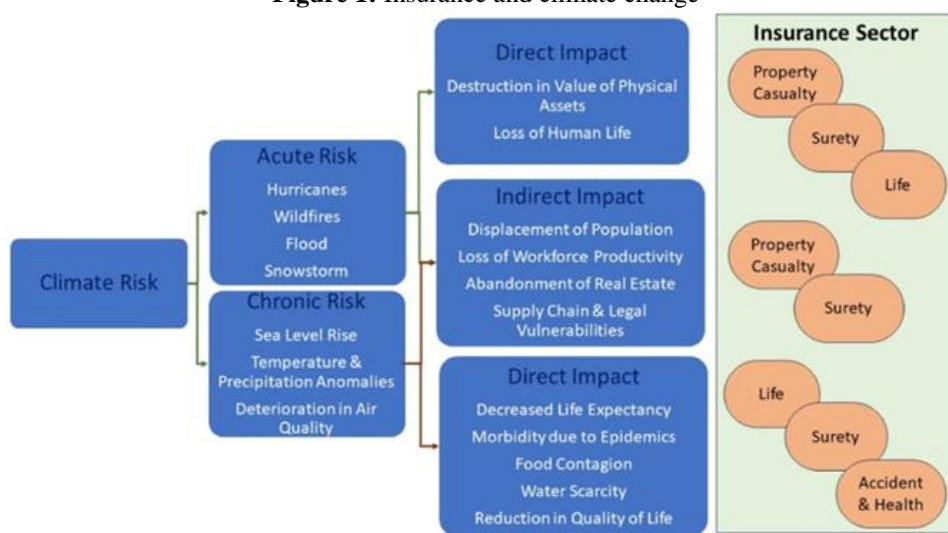 Figure 1: Insurance and climate change
Climate Risk
Acute Risk
Hurricanes
Wildfires
Flood
Snowstorm
Chronic Risk
Sea Level Rise
Temperature &
Precipitation Anomalies
Deterioration in Air
Quality
Direct Impact
Destruction in Value of Physical
Assets
Loss of Human Life
Indirect Impact
Displacement of Population
Loss of Workforce Productivity
Abandonment of Real Estate
Supply Chain & Legal
Vulnerabilities
Direct Impact
Decreased Life Expectancy
Morbidity due to Epidemics
Food Contagion
Water Scarcity
Reduction in Quality of Life
Insurance Sector
Property
Casualty
Surety
Life
Property
Casualty
Surety
Life
Surety
Accident
& Health